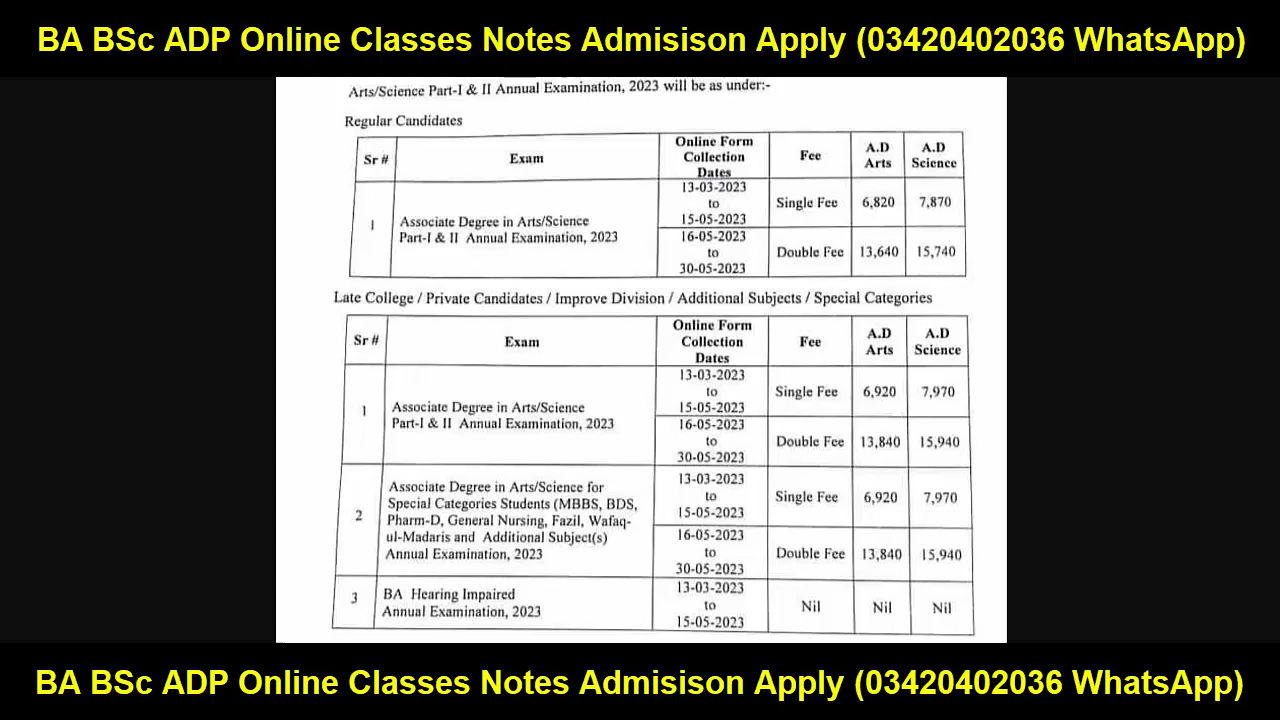 BA BSc ADP Online Classes Notes Admisison Apply (03420402036 WhatsApp)
Arts/Science Part-I & II Annual Examination, 2023 will be as under:-
Regular Candidates
Sr # Exam Online Form Collection Dates Fee A.D Arts A.D Science
1 Associate Degree in Arts/Science
Part-I & II Annual Examination, 2023
13-03-2023
to
15-05-2023
Single Fee 6,820 7,870
16-05-2023
to
30-05-2023
Double Fee 13,640 15,740
Late College / Private Candidates / Improve Division / Additional Subjects / Special Categories
Sr # Exam Online Form Collection Dates Fee A.D Arts A.D Science
1 Associate Degree in Arts/Science
Part-I & II Annual Examination, 2023
13-03-2023
to
15-05-2023
Single Fee 6,920 7,970
16-05-2023
to
30-05-2023
Double Fee 13,840 15,940
2 Associate Degree in Arts/Science for
Special Categories Students (MBBS, BDS,
Pharm-D, General Nursing, Fazil, Wafaq-
ul-Madaris and Additional Subject(s)
Annual Examination, 2023
13-03-2023
to
15-05-2023
Single Fee 6,920 7,970
16-05-2023
to
30-05-2023
Double Fee 13,840 15,940
3 BA Hearing Impaired
Annual Examination, 2023
13-03-2023
to
15-05-2023
Nil Nil Nil
BA BSc ADP Online Classes Notes Admisison Apply (03420402036 WhatsApp)